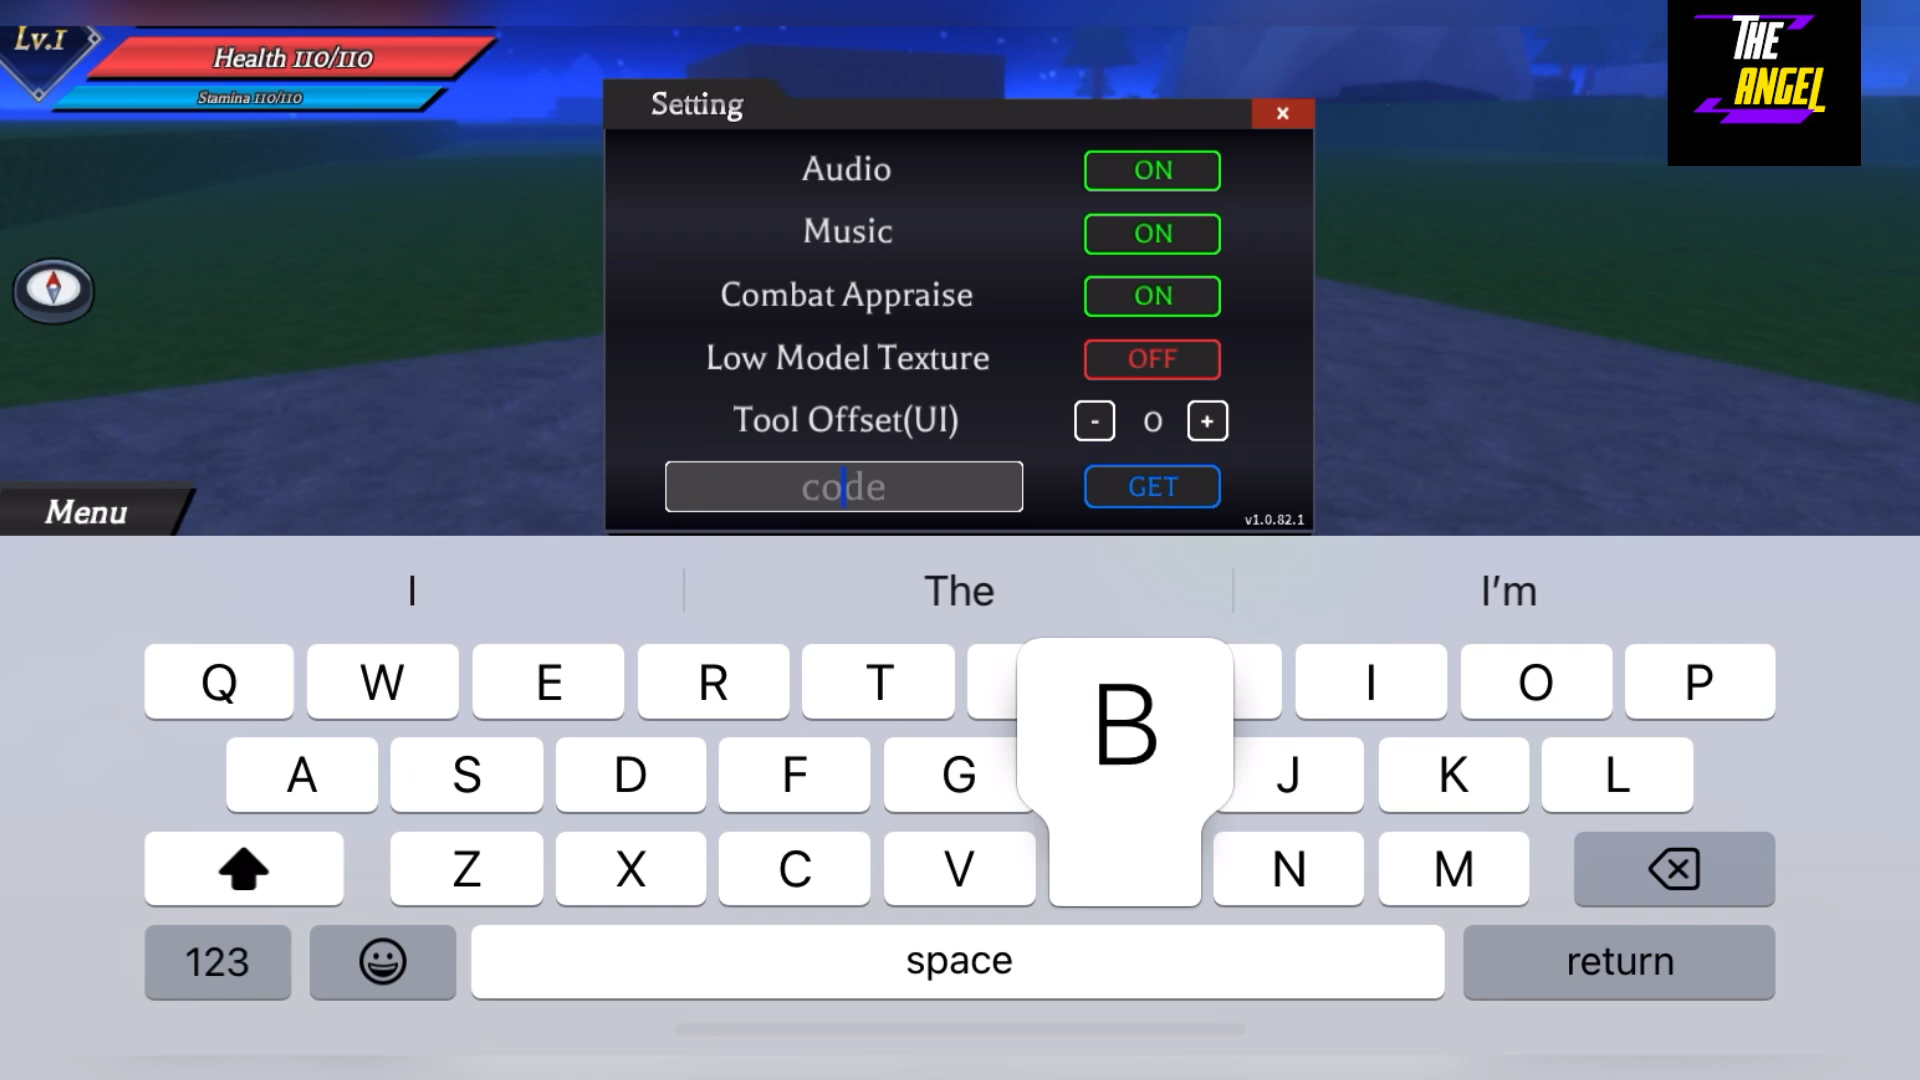 Lv.1
Health 110/110
Stamina 110/110
THE
ANGEL
Setting
x
Audio
ON
Music
ON
Combat Appraise
ON
Low Model Texture
OFF
Tool Offset(UI)
- 0 +
code
GET
v1.0.82.1
Menu
I
The
I'm
Q W E R T I O P
B
A S D F G J K L
Z X C V N M
123
space
return